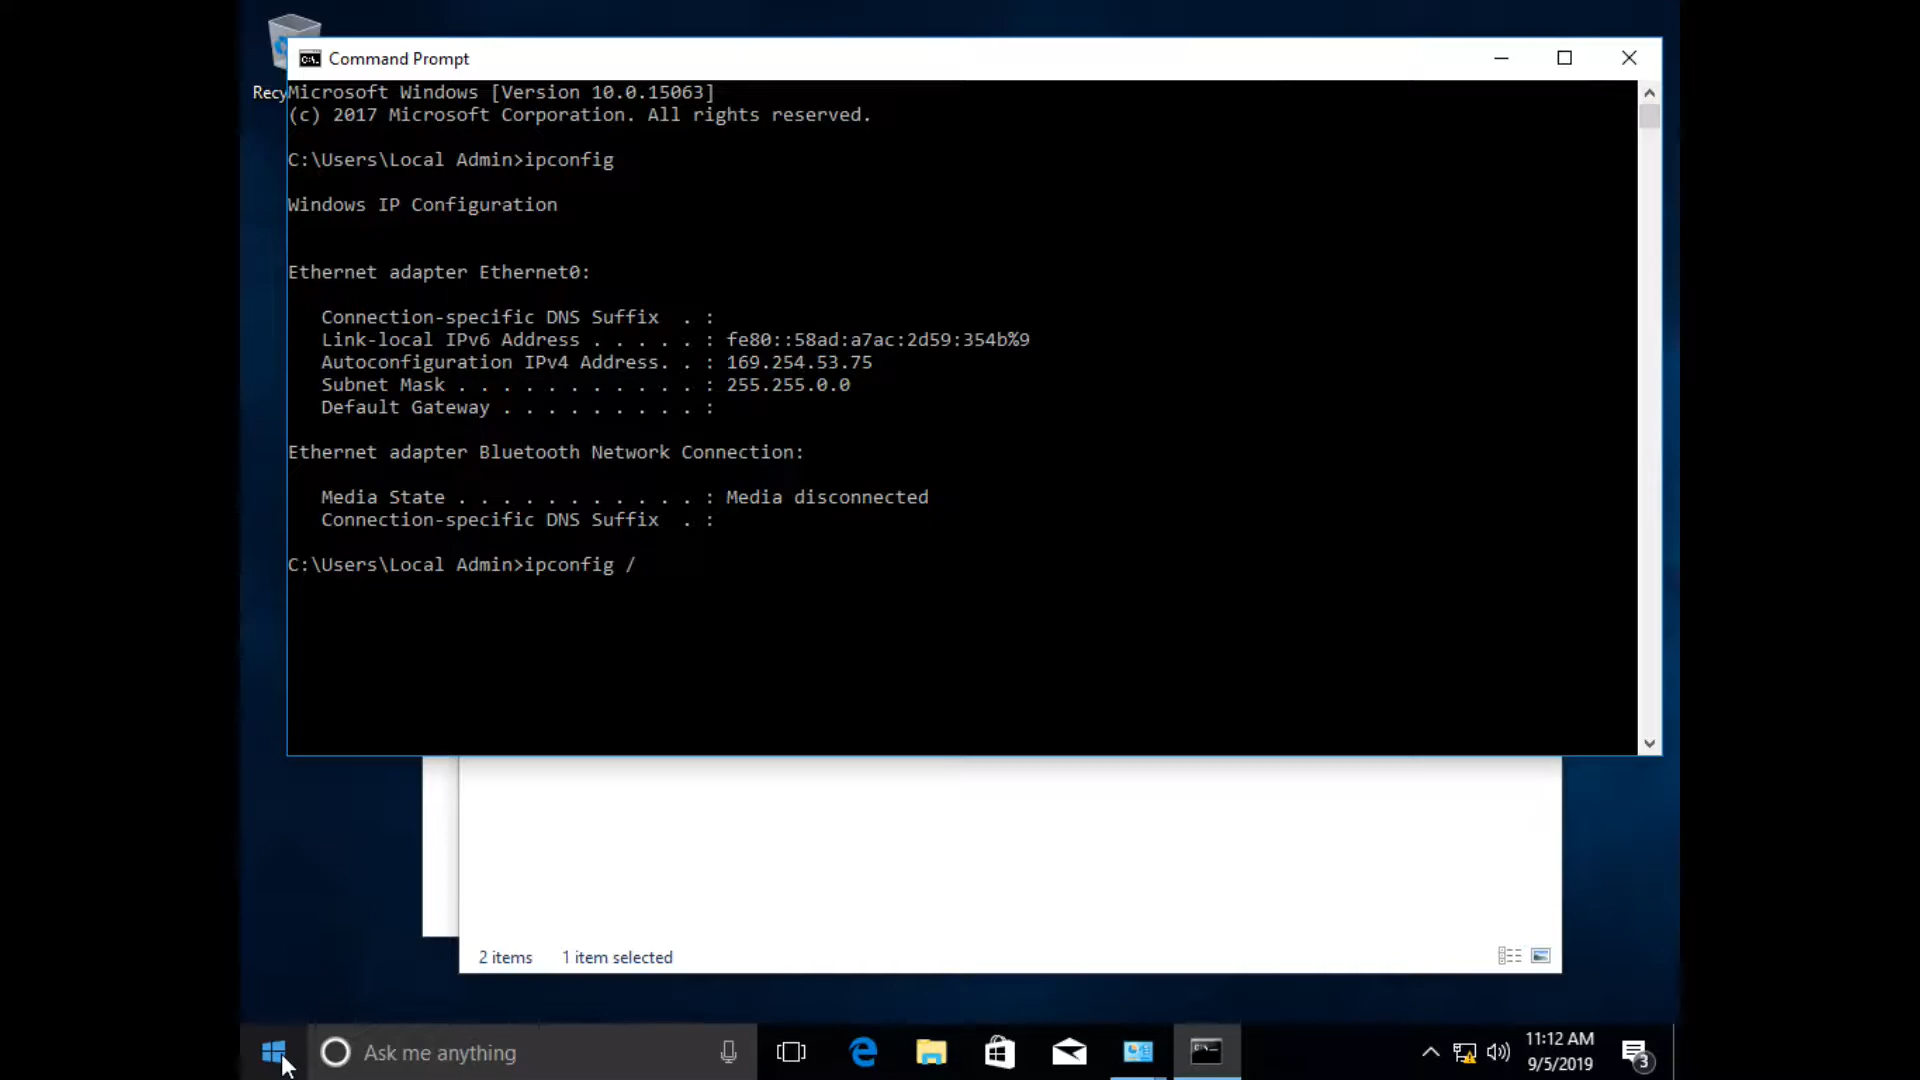 Recy
Command Prompt
Microsoft Windows [Version 10.0.15063]
(c) 2017 Microsoft Corporation. All rights reserved.
C:\Users\Local Admin>ipconfig
Windows IP Configuration
Ethernet adapter Ethernet0:
Connection-specific DNS Suffix  . :
Link-local IPv6 Address . . . . . : fe80::58ad:a7ac:2d59:354b%9
Autoconfiguration IPv4 Address. . : 169.254.53.75
Subnet Mask . . . . . . . . . . . : 255.255.0.0
Default Gateway . . . . . . . . . :
Ethernet adapter Bluetooth Network Connection:
Media State . . . . . . . . . . . : Media disconnected
Connection-specific DNS Suffix  . :
C:\Users\Local Admin>ipconfig /
2 items 1 item selected
Ask me anything
11:12 AM
9/5/2019
3